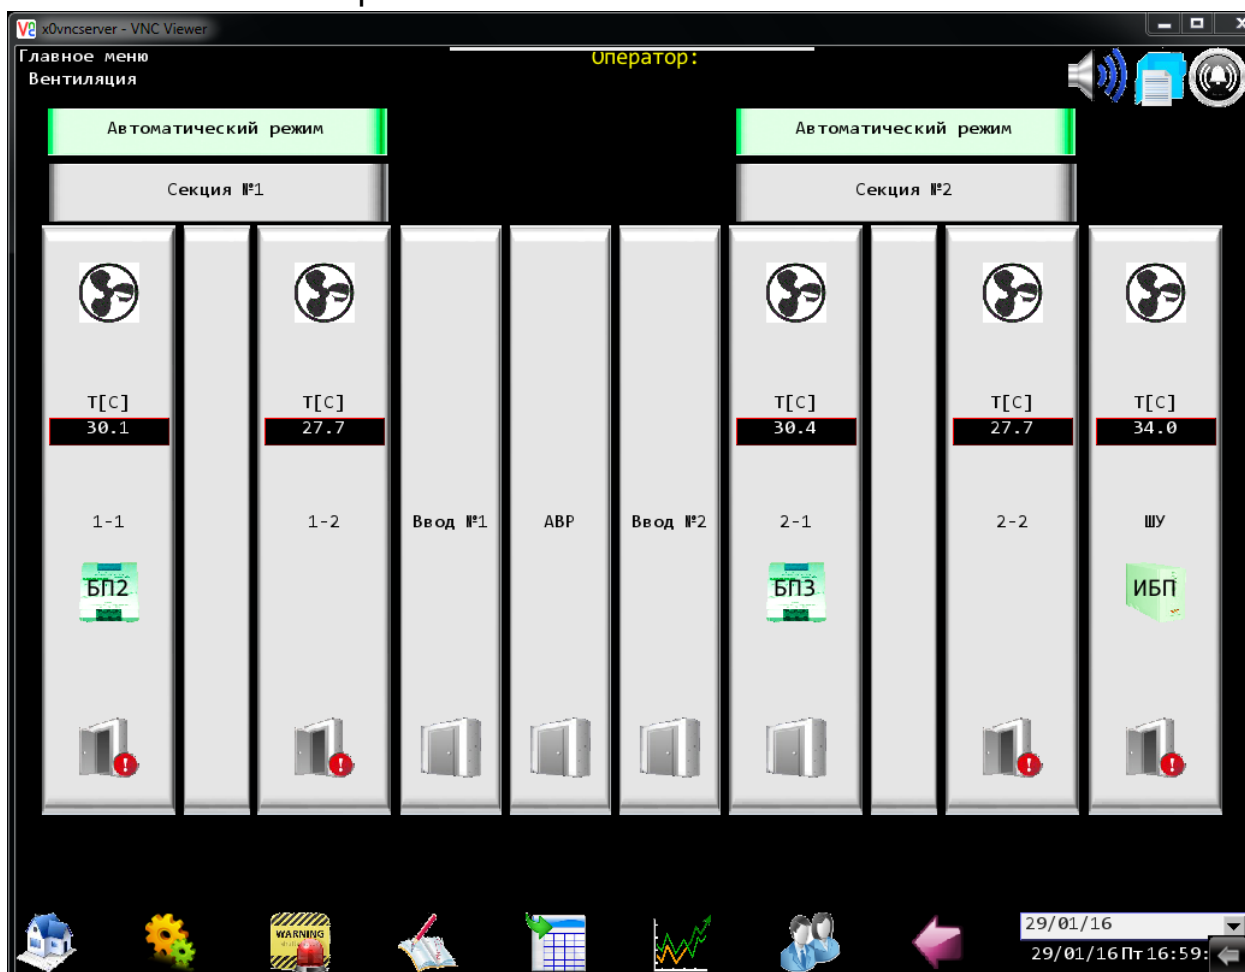 x0vncserver - VNC Viewer
Главное меню
Оператор:
Вентиляция
Автоматический режим
Автоматический режим
Секция №1
Секция №2
T[C]
T[C]
T[C]
T[C]
T[C]
30.1
27.7
30.4
27.7
34.0
1-1
1-2
Ввод №1
АВР
Ввод №2
2-1
2-2
ШУ
БП2
БП3
ИБП
WARNING
29/01/16
29/01/16 Пт 16:59: